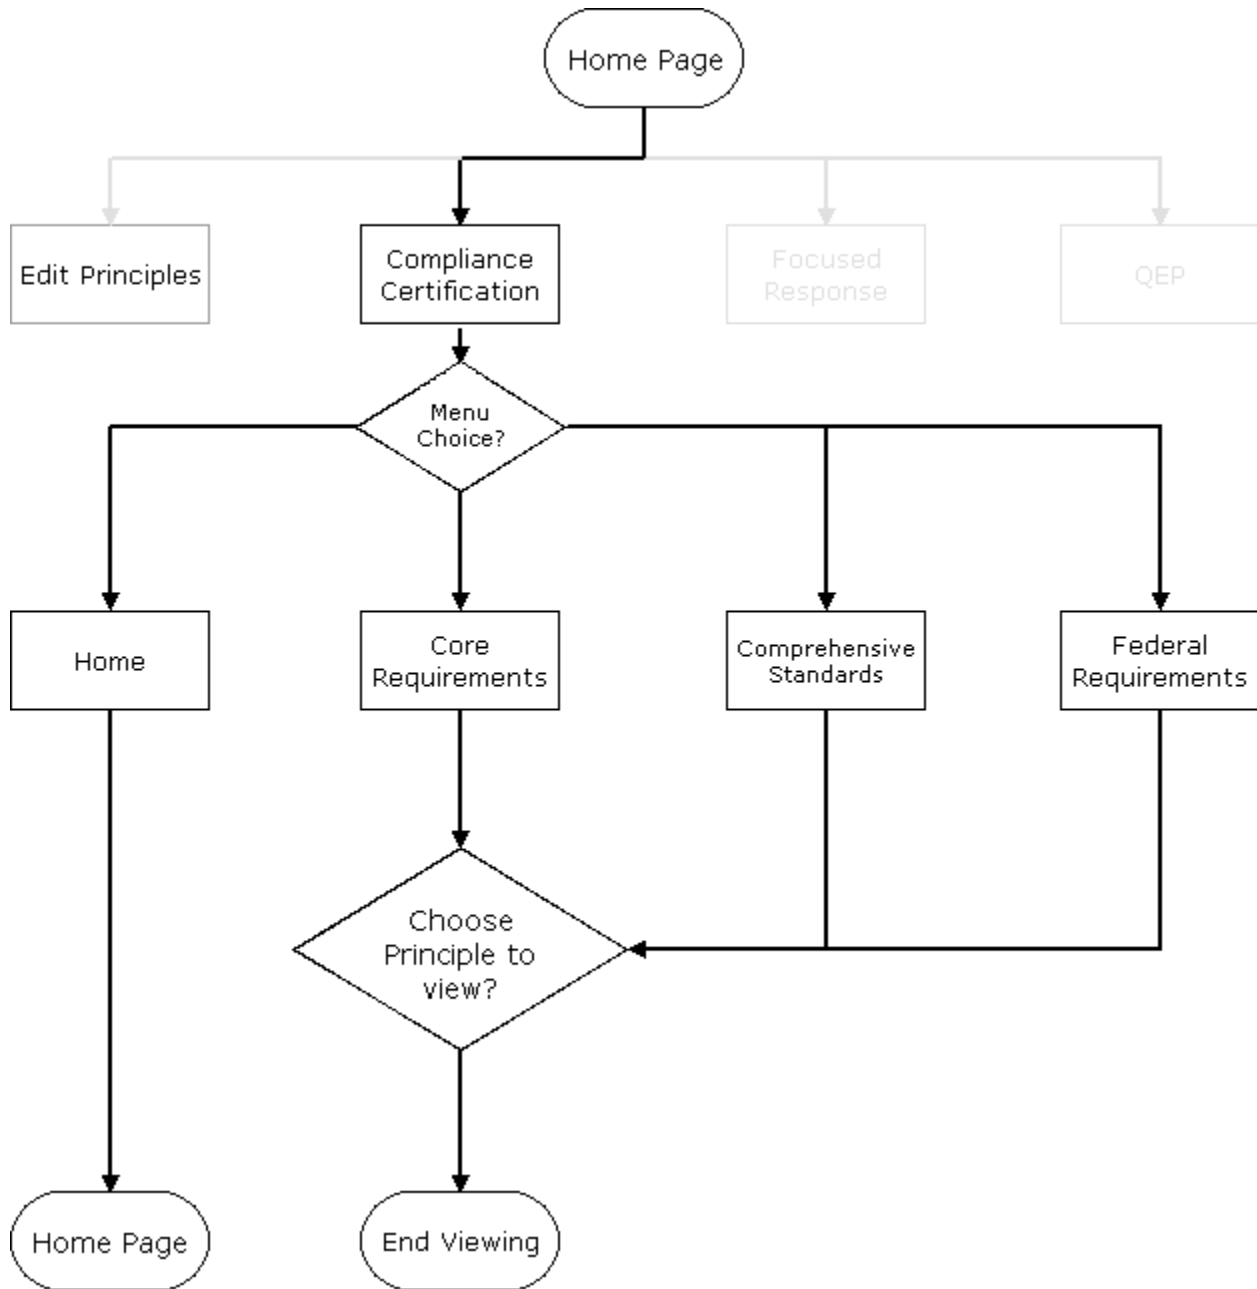 Home Page
Edit Principles
Compliance
Certification
Focused
Response
QEP
Menu
Choice?
Home
Core
Requirements
Comprehensive
Standards
Federal
Requirements
Choose
Principle to
view?
Home Page
End Viewing